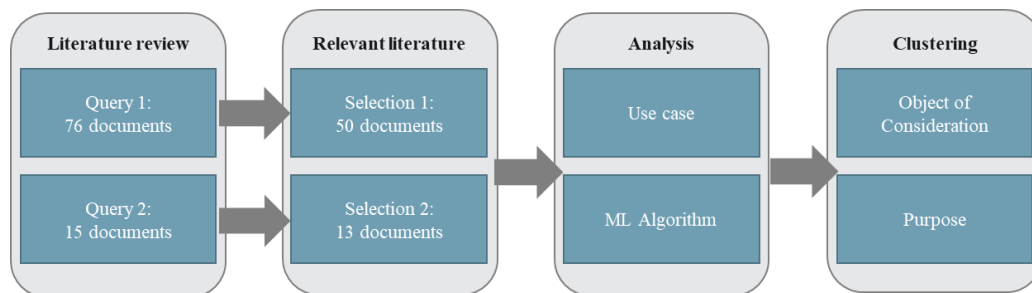 Literature review
Query 1:
76 documents
Query 2:
15 documents
Relevant literature
Selection 1:
50 documents
Selection 2:
13 documents
Analysis
Use case
ML Algorithm
Clustering
Object of
Consideration
Purpose